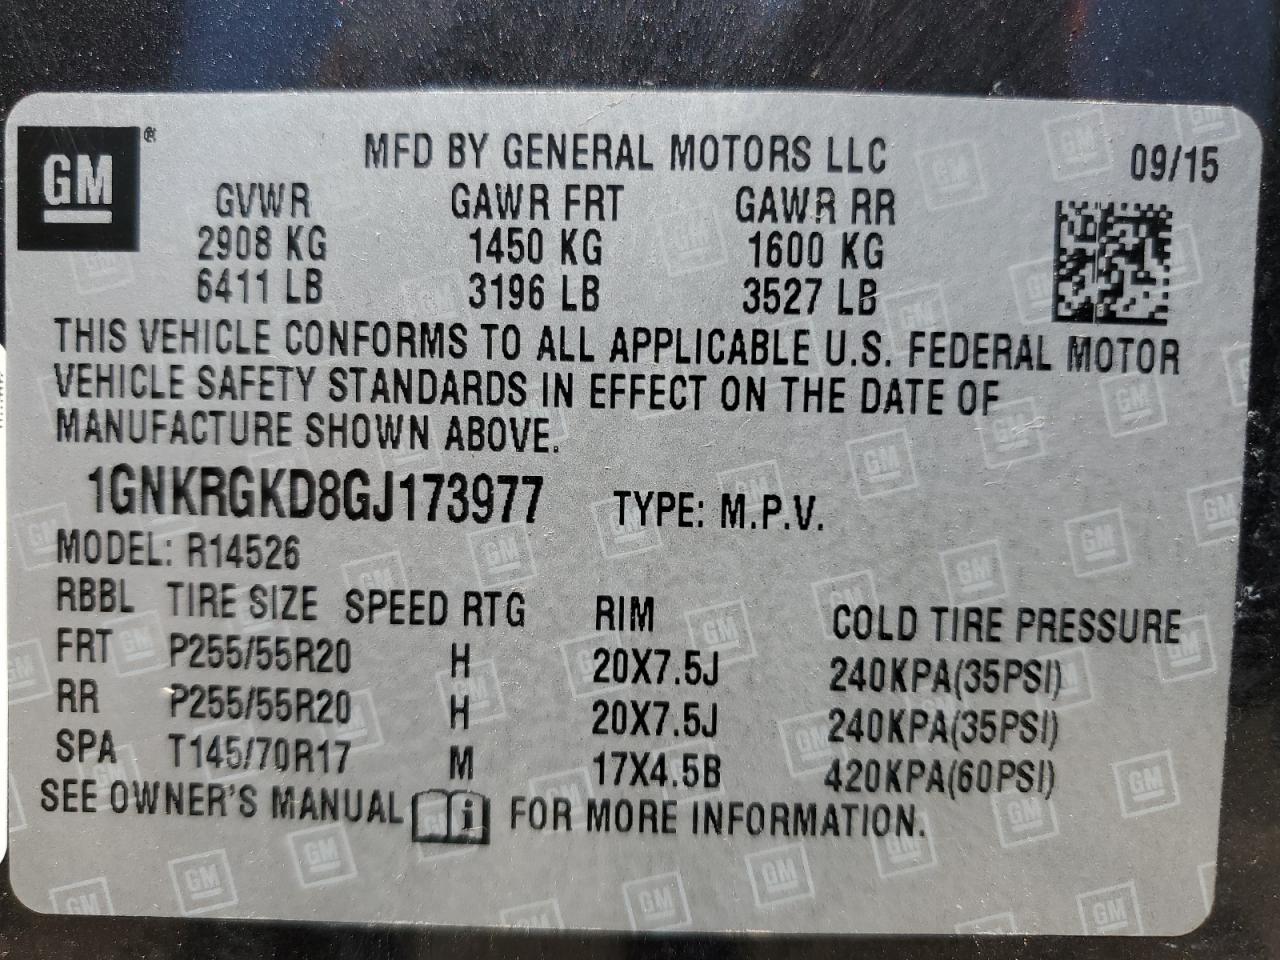 GM ®
MFD BY GENERAL MOTORS LLC 09/15
GVWR GAWR FRT GAWR RR
2908 KG 1450 KG 1600 KG
6411 LB 3196 LB 3527 LB
THIS VEHICLE CONFORMS TO ALL APPLICABLE U.S. FEDERAL MOTOR
VEHICLE SAFETY STANDARDS IN EFFECT ON THE DATE OF
MANUFACTURE SHOWN ABOVE.
1GNKRGKD8GJ173977 TYPE: M.P.V.
MODEL: R14526
RBBL TIRE SIZE SPEED RTG RIM COLD TIRE PRESSURE
FRT P255/55R20 H 20X7.5J 240KPA(35PSI)
RR P255/55R20 H 20X7.5J 240KPA(35PSI)
SPA T145/70R17 M 17X4.5B 420KPA(60PSI)
SEE OWNER'S MANUAL i FOR MORE INFORMATION.